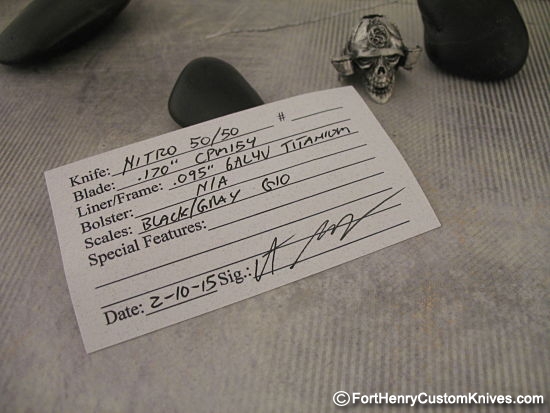 Knife: NITRO 50/50 #
Blade: .170" CPM154
Liner/Frame: .095" 6AL4V TITANIUM
Bolster: N/A
Scales: BLACK/GRAY G10
Special Features:
Date: 2-10-15 Sig.:
© FortHenryCustomKnives.com